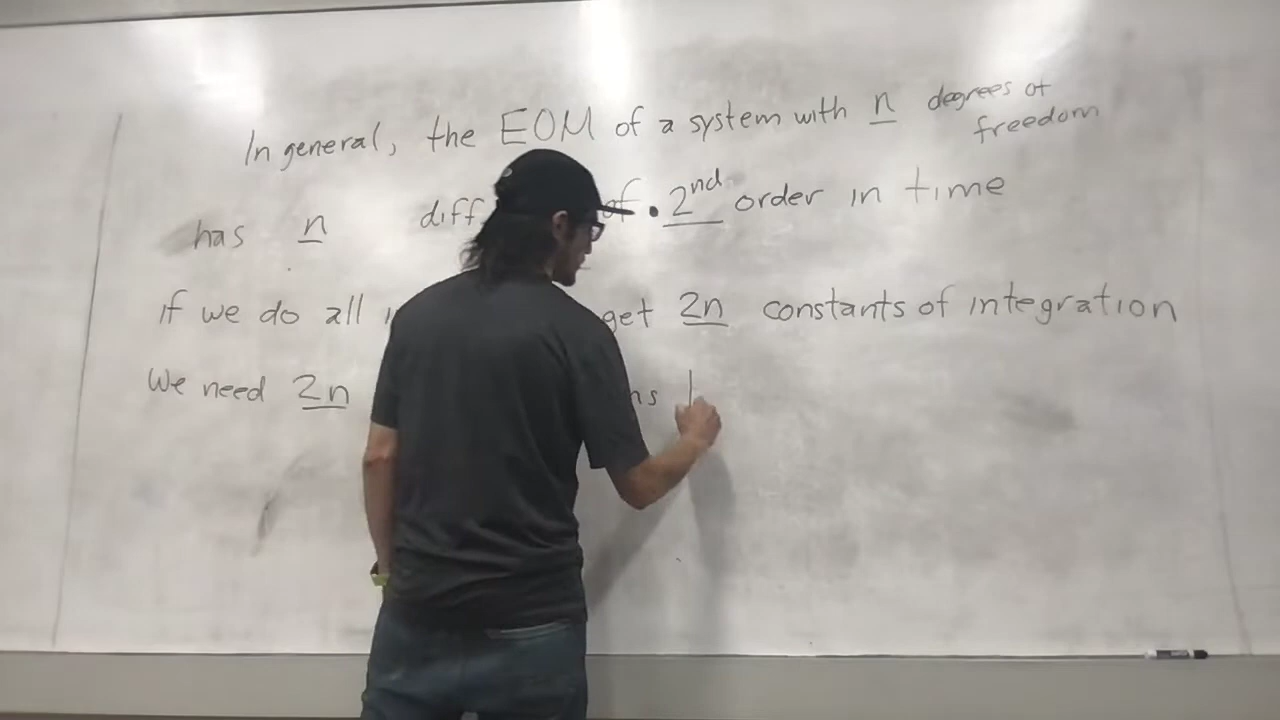 In general, the EOM of a system with n degrees of freedom
has n diff of • 2nd order in time
if we do all get 2n constants of integration
We need 2n